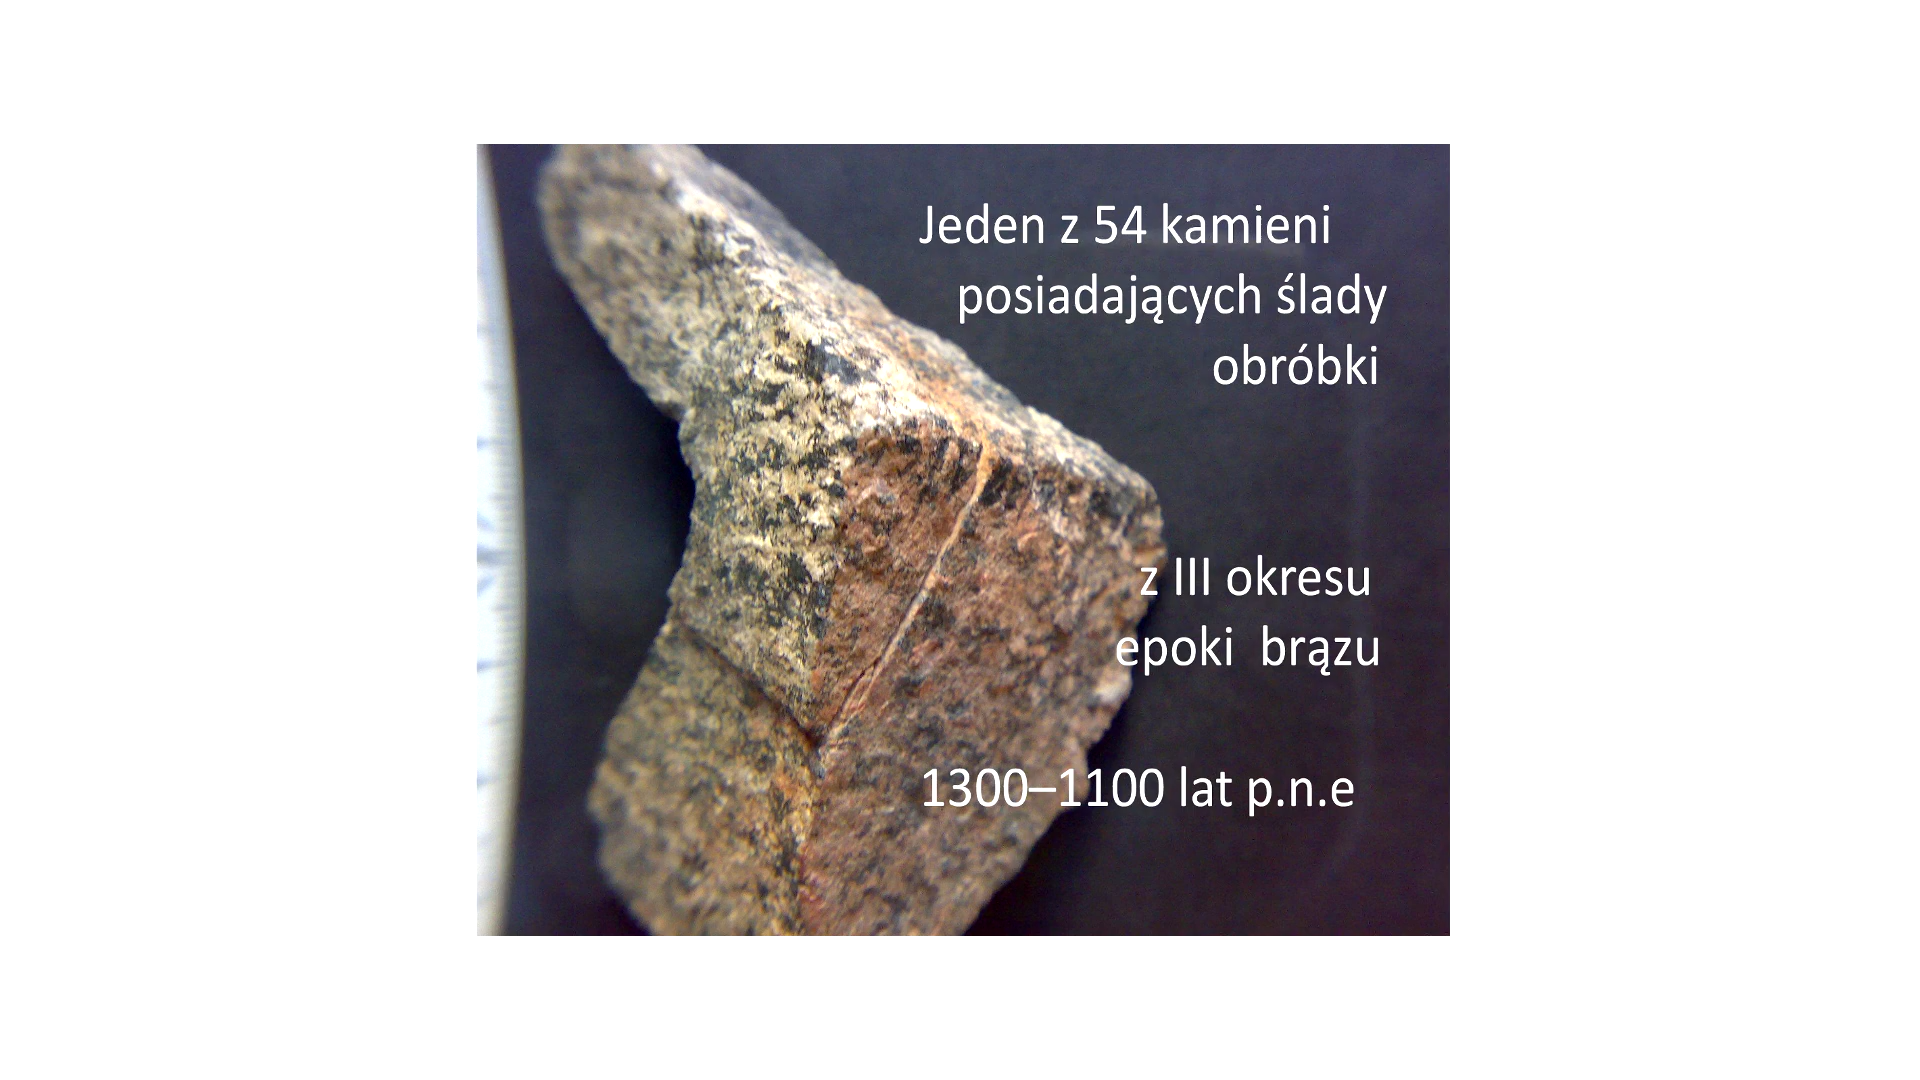 Jeden z 54 kamieni
posiadających ślady
obróbki
z III okresu
epoki brązu
1300–1100 lat p.n.e